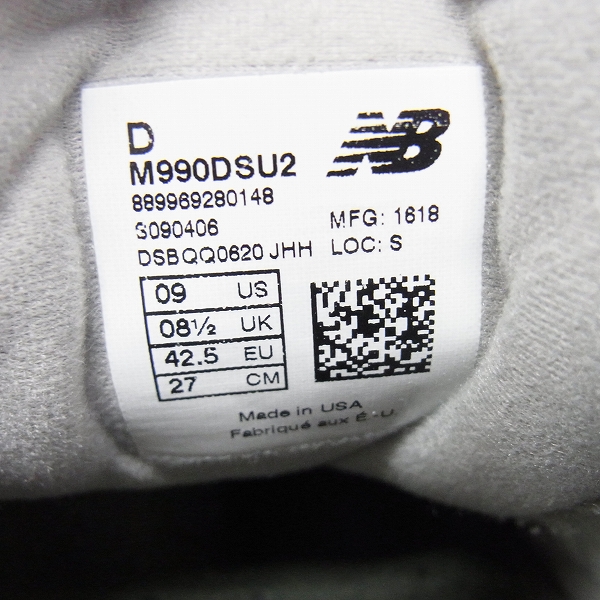 D
NB
M990DSU2
889969280148
S090406
MFG: 1618
DSBQQ0620 JHH
LOC: S
09 US
08½ UK
42.5 EU
27 CM
Made in USA
Fabriqué aux É.U.